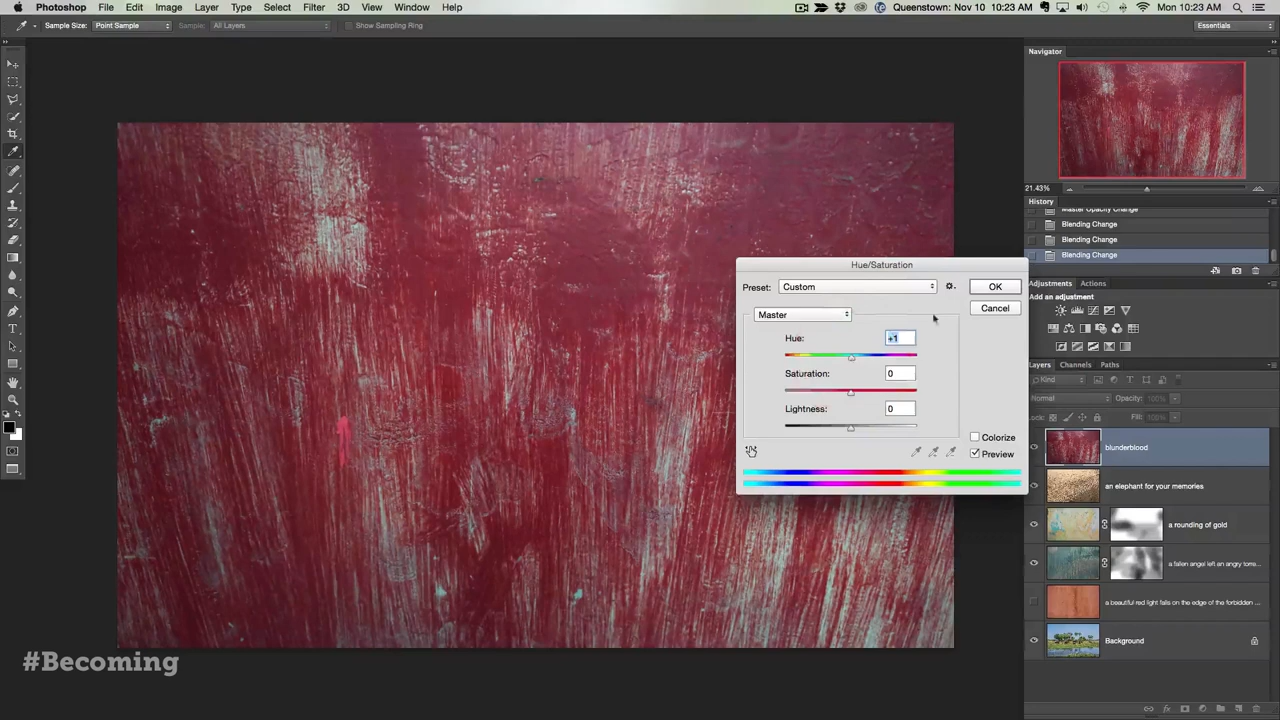 Photoshop File Edit Image Layer Type Select Filter 3D View Window Help Queenstown: Nov 10 10:23 AM Mon 10:23 AM
Sample Size: Point Sample Sample: All Layers Show Sampling Ring Essentials
Navigator
21.43%
History
Master Opacity Change
Blending Change
Blending Change
Blending Change
Hue/Saturation
Preset: Custom OK
Cancel
Master
Hue: +1
Saturation: 0
Lightness: 0
Colorize
Preview
Adjustments Actions
Add an adjustment
Layers Channels Paths
Kind
Normal Opacity: 100%
Lock: Fill: 100%
blunderblood
an elephant for your memories
a rounding of gold
a fallen angel left an angry torre...
a beautiful red light falls on the edge of the forbidden ...
Background
#Becoming